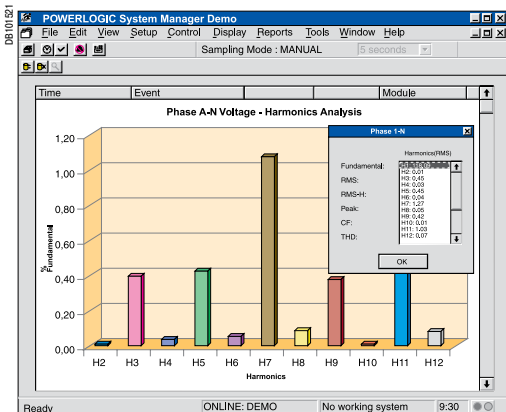 DB101521
POWERLOGIC System Manager Demo
File Edit View Setup Control Display Reports Tools Window Help
Sampling Mode : MANUAL
5 seconds
Time Event Module
Phase A-N Voltage - Harmonics Analysis
1,20
1,00
0,80
0,60
0,40
0,20
0,00
% Fundamental
H2 H3 H4 H5 H6 H7 H8 H9 H10 H11 H12
Harmonics
Phase 1-N
Harmonics(RMS)
Fundamental:
RMS:
RMS-H:
Peak:
CF:
THD:
H2: 0.01
H3: 0,45
H4: 0,03
H5: 0,45
H6: 0,04
H7: 1.27
H8: 0.05
H9: 0,42
H10: 0,01
H11: 1.03
H12: 0,07
OK
Ready ONLINE: DEMO No working system 9:30